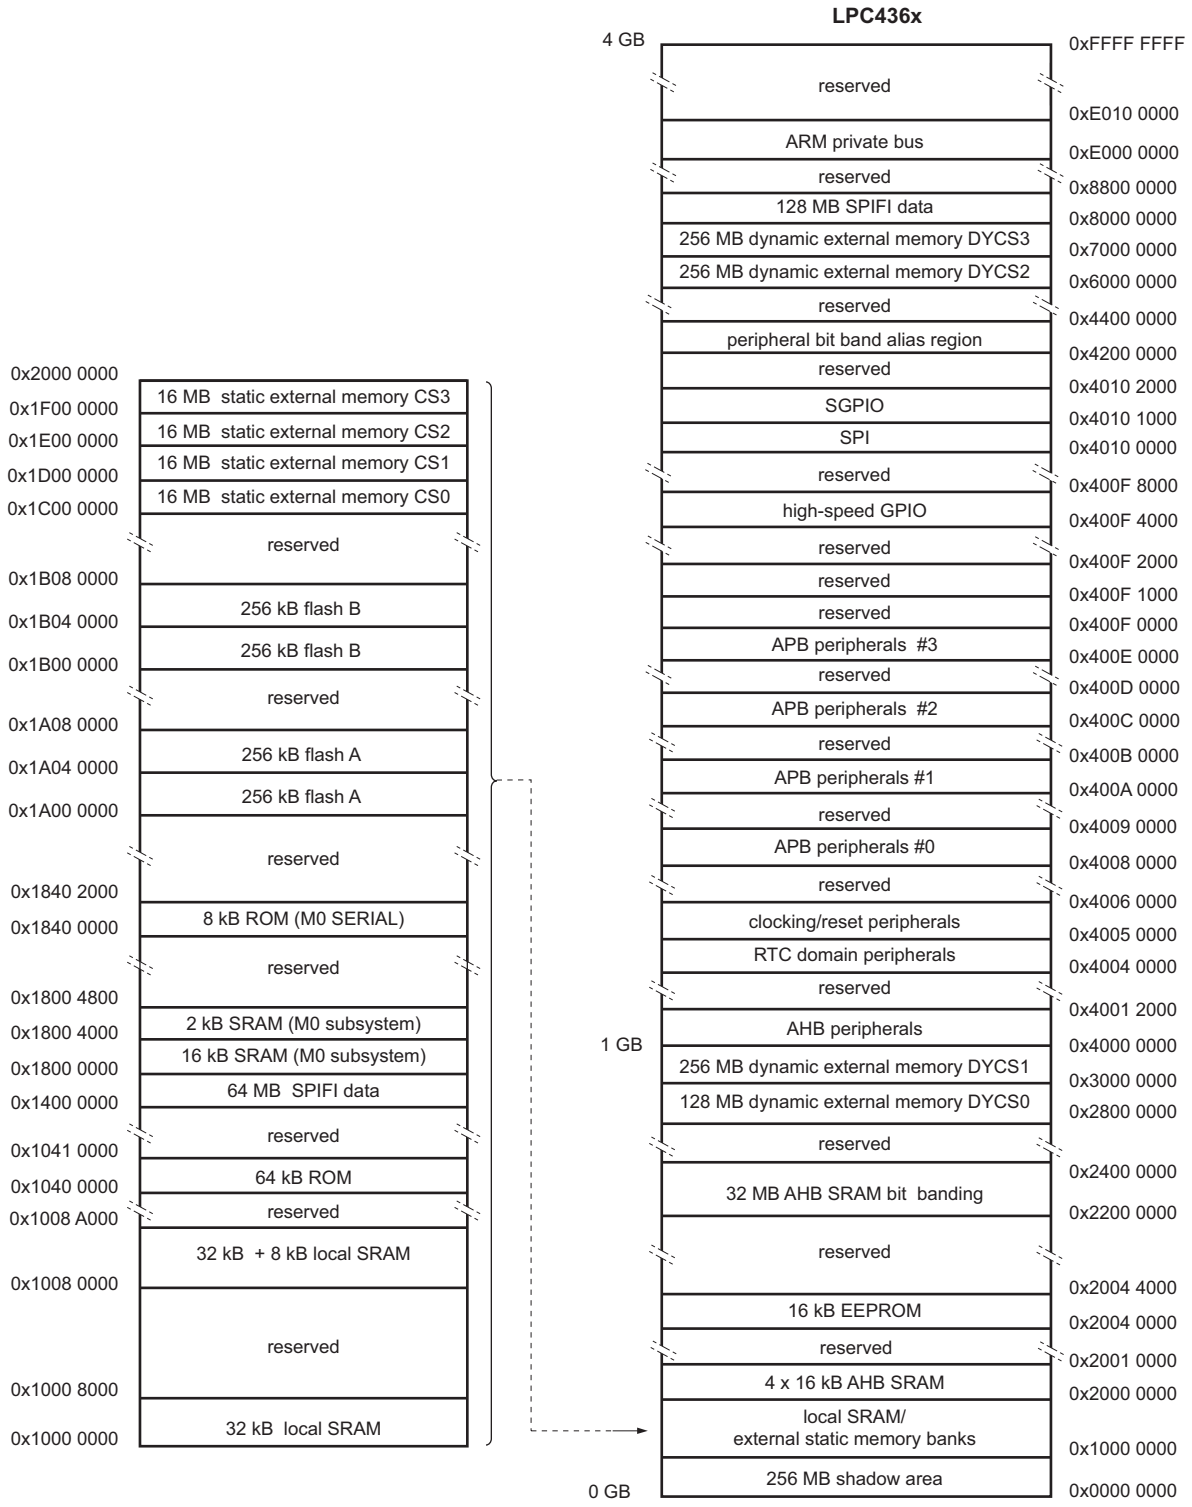 LPC436x
4 GB
0xFFFF FFFF
reserved
0xE010 0000
ARM private bus
0xE000 0000
reserved
0x8800 0000
128 MB SPIFI data
0x8000 0000
256 MB dynamic external memory DYCS3
0x7000 0000
256 MB dynamic external memory DYCS2
0x6000 0000
reserved
0x4400 0000
peripheral bit band alias region
0x4200 0000
reserved
0x4010 2000
SGPIO
0x4010 1000
SPI
0x4010 0000
reserved
0x400F 8000
high-speed GPIO
0x400F 4000
reserved
0x400F 2000
reserved
0x400F 1000
reserved
0x400F 0000
APB peripherals #3
0x400E 0000
reserved
0x400D 0000
APB peripherals #2
0x400C 0000
reserved
0x400B 0000
APB peripherals #1
0x400A 0000
reserved
0x4009 0000
APB peripherals #0
0x4008 0000
reserved
0x4006 0000
clocking/reset peripherals
0x4005 0000
RTC domain peripherals
0x4004 0000
reserved
0x4001 2000
AHB peripherals
1 GB
0x4000 0000
256 MB dynamic external memory DYCS1
0x3000 0000
128 MB dynamic external memory DYCS0
0x2800 0000
reserved
0x2400 0000
32 MB AHB SRAM bit banding
0x2200 0000
reserved
0x2004 4000
16 kB EEPROM
0x2004 0000
reserved
0x2001 0000
4 x 16 kB AHB SRAM
0x2000 0000
local SRAM/
external static memory banks
0x1000 0000
256 MB shadow area
0 GB
0x0000 0000
0x2000 0000
16 MB static external memory CS3
0x1F00 0000
16 MB static external memory CS2
0x1E00 0000
16 MB static external memory CS1
0x1D00 0000
16 MB static external memory CS0
0x1C00 0000
reserved
0x1B08 0000
256 kB flash B
0x1B04 0000
256 kB flash B
0x1B00 0000
reserved
0x1A08 0000
256 kB flash A
0x1A04 0000
256 kB flash A
0x1A00 0000
reserved
0x1840 2000
8 kB ROM (M0 SERIAL)
0x1840 0000
reserved
0x1800 4800
2 kB SRAM (M0 subsystem)
0x1800 4000
16 kB SRAM (M0 subsystem)
0x1800 0000
64 MB SPIFI data
0x1400 0000
reserved
0x1041 0000
64 kB ROM
0x1040 0000
reserved
0x1008 A000
32 kB + 8 kB local SRAM
0x1008 0000
reserved
0x1000 8000
32 kB local SRAM
0x1000 0000